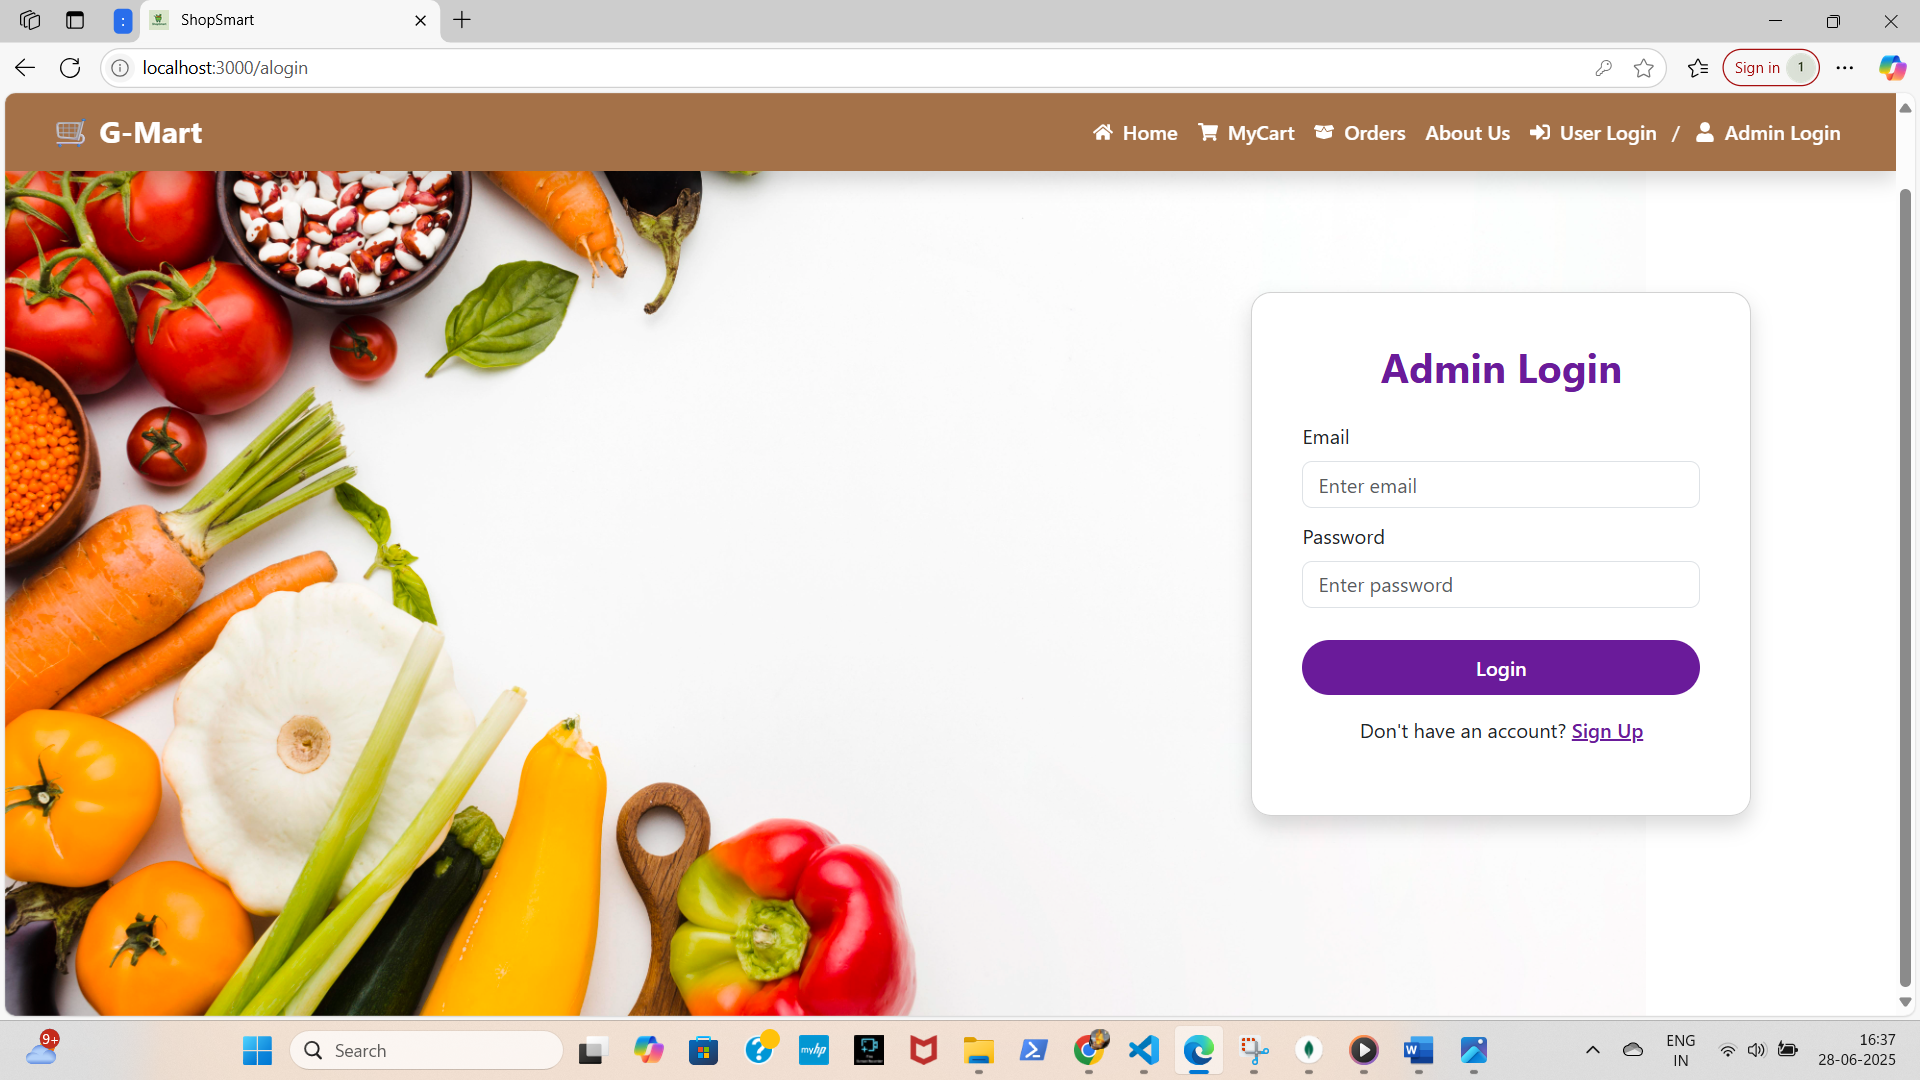 :
ShopSmart
localhost:3000/alogin
Sign in 1
G-Mart
Home MyCart Orders About Us User Login / Admin Login
Admin Login
Email
Enter email
Password
Enter password
Login
Don't have an account? Sign Up
9+
Search
myhp
ENG
IN
16:37
28-06-2025